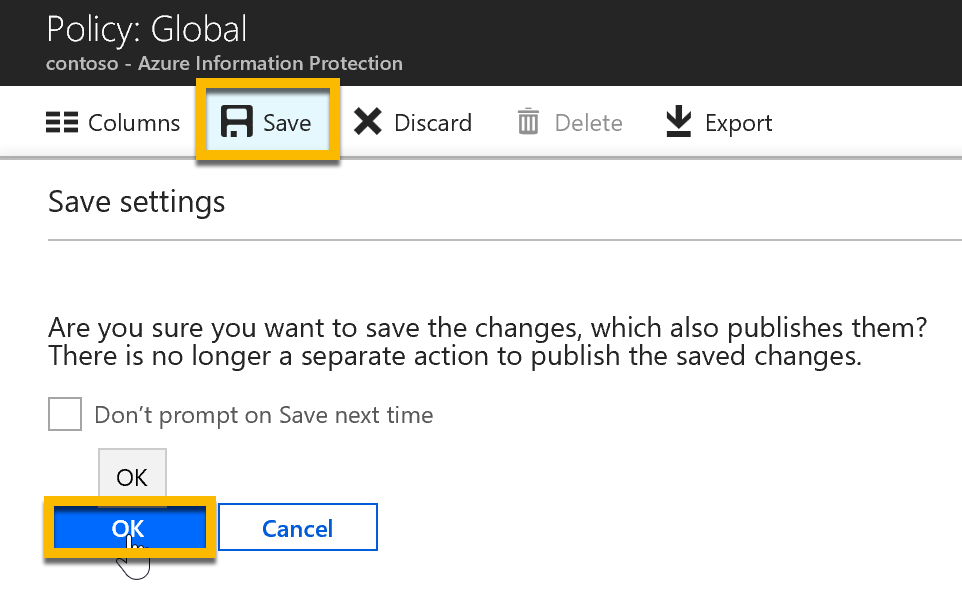 Policy: Global
contoso - Azure Information Protection
Columns Save Discard Delete Export
Save settings
Are you sure you want to save the changes, which also publishes them?
There is no longer a separate action to publish the saved changes.
Don't prompt on Save next time
OK
OK Cancel